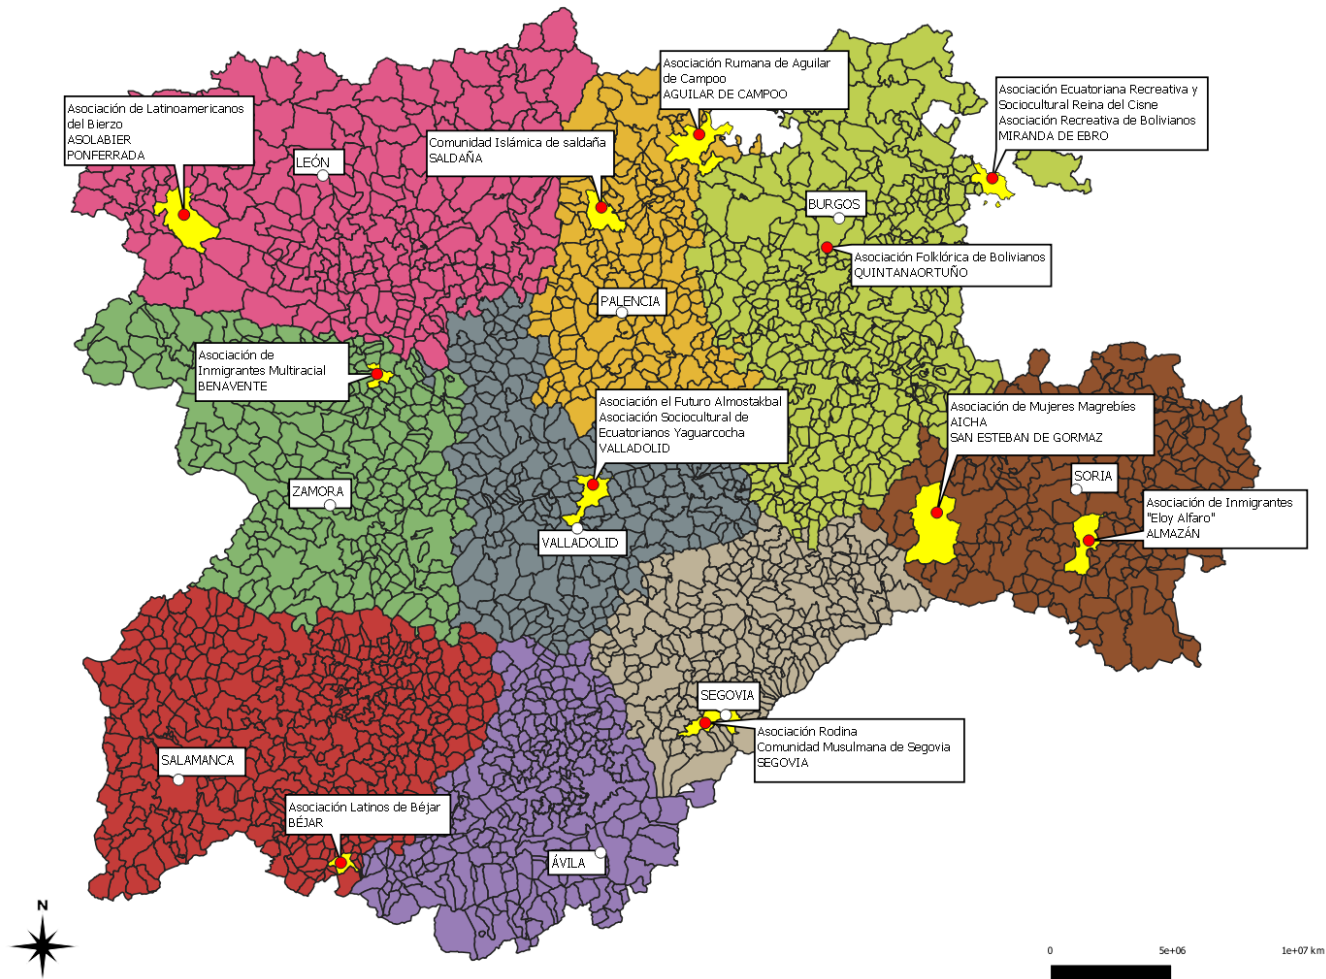 Asociación Rumana de Aguilar
de Campoo
AGUILAR DE CAMPOO
Asociación Ecuatoriana Recreativa y
Sociocultural Reina del Cisne
Asociación Recreativa de Bolivianos
MIRANDA DE EBRO
Asociación de Latinoamericanos
del Bierzo
ASOLABIER
PONFERRADA
Comunidad Islámica de saldaña
SALDAÑA
LEÓN
BURGOS
Asociación Folklórica de Bolivianos
QUINTANAORTUÑO
PALENCIA
Asociación de
Inmigrantes Multiracial
BENAVENTE
Asociación el Futuro Almostakbal
Asociación Sociocultural de
Ecuatorianos Yaguarcocha
VALLADOLID
Asociación de Mujeres Magrebíes
AICHA
SAN ESTEBAN DE GORMAZ
SORIA
ZAMORA
Asociación de Inmigrantes
"Eloy Alfaro"
ALMAZÁN
VALLADOLID
SEGOVIA
Asociación Rodina
Comunidad Musulmana de Segovia
SEGOVIA
SALAMANCA
Asociación Latinos de Béjar
BÉJAR
ÁVILA
N
0 5e+06 1e+07 km